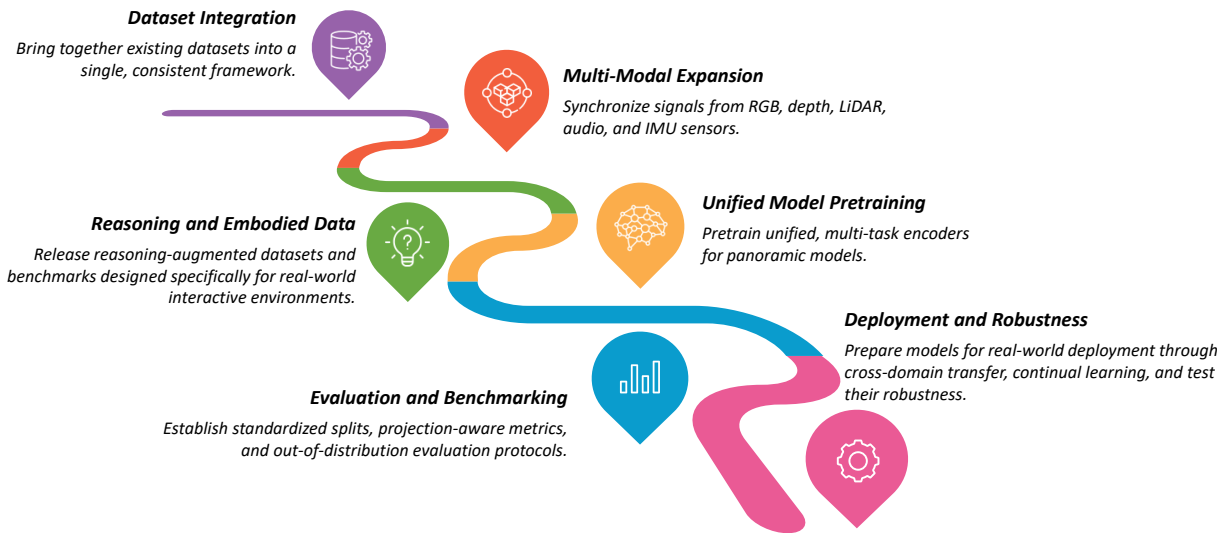 Dataset Integration
Bring together existing datasets into a
single, consistent framework.
Multi-Modal Expansion
Synchronize signals from RGB, depth, LiDAR,
audio, and IMU sensors.
Reasoning and Embodied Data
Release reasoning-augmented datasets and
benchmarks designed specifically for real-world
interactive environments.
?
Unified Model Pretraining
Pretrain unified, multi-task encoders
for panoramic models.
Evaluation and Benchmarking
Establish standardized splits, projection-aware metrics,
and out-of-distribution evaluation protocols.
Deployment and Robustness
Prepare models for real-world deployment through
cross-domain transfer, continual learning, and test
their robustness.